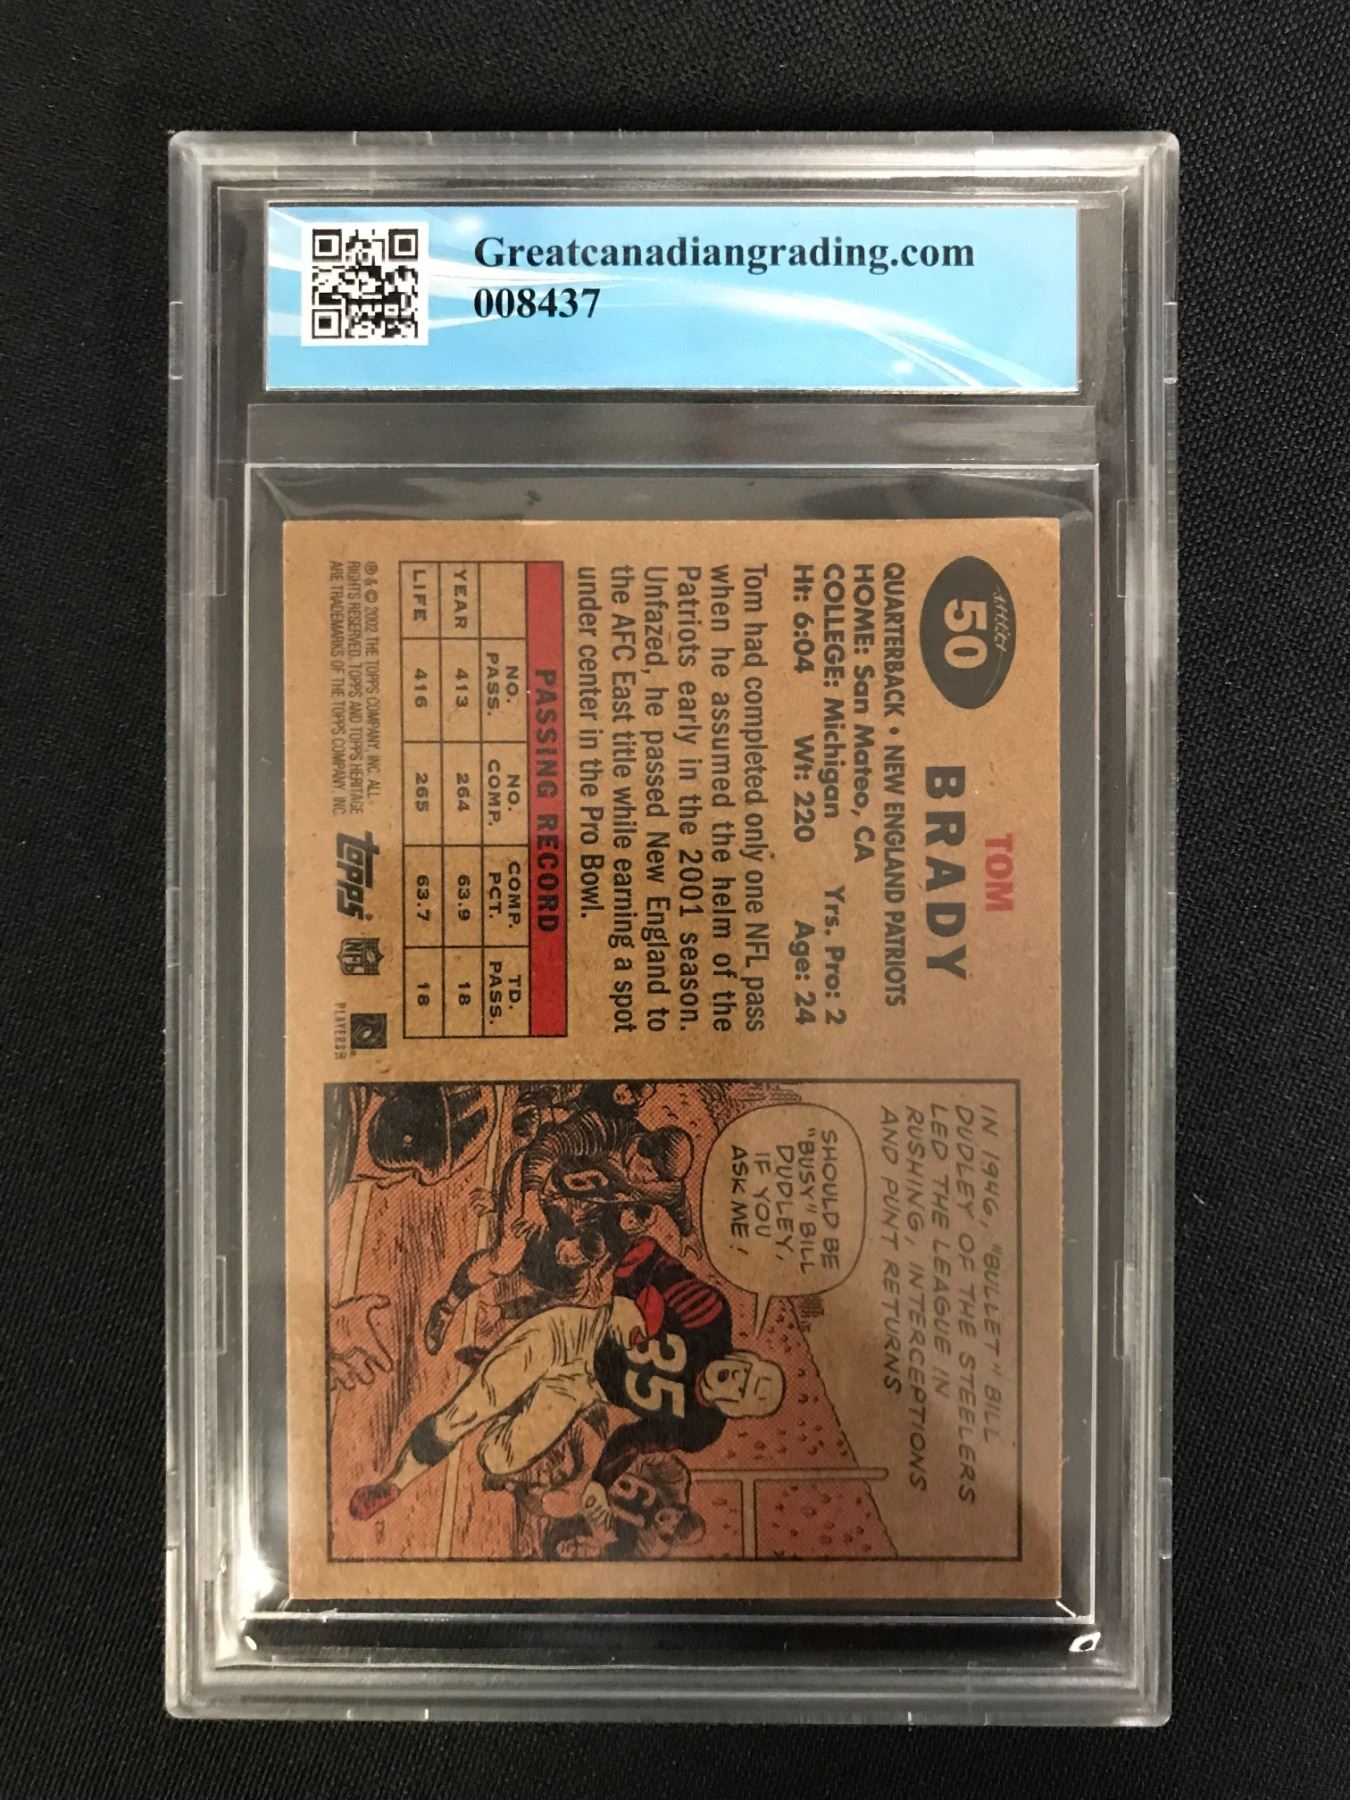 Greatcanadiangrading.com
008437
50
TOM
BRADY
QUARTERBACK • NEW ENGLAND PATRIOTS
HOME: San Mateo, CA
COLLEGE: Michigan Yrs. Pro: 2
Ht: 6:04 Wt: 220 Age: 24
Tom had completed only one NFL pass
when he assumed the helm of the
Patriots early in the 2001 season.
Unfazed, he passed New England to
the AFC East title while earning a spot
under center in the Pro Bowl.
PASSING RECORD
NO. PASS. NO. COMP. COMP. PCT. TD. PASS.
YEAR 413 264 63.9 18
LIFE 416 265 63.7 18
® & © 2002 THE TOPPS COMPANY, INC. ALL
RIGHTS RESERVED. TOPPS AND TOPPS HERITAGE
ARE TRADEMARKS OF THE TOPPS COMPANY, INC.
Topps
NFL
PLAYERS
IN 1946, "BULLET" BILL
DUDLEY OF THE STEELERS
LED THE LEAGUE IN
RUSHING, INTERCEPTIONS
AND PUNT RETURNS
SHOULD BE
"BUSY" BILL
DUDLEY,
IF YOU
ASK ME!
35
6
61